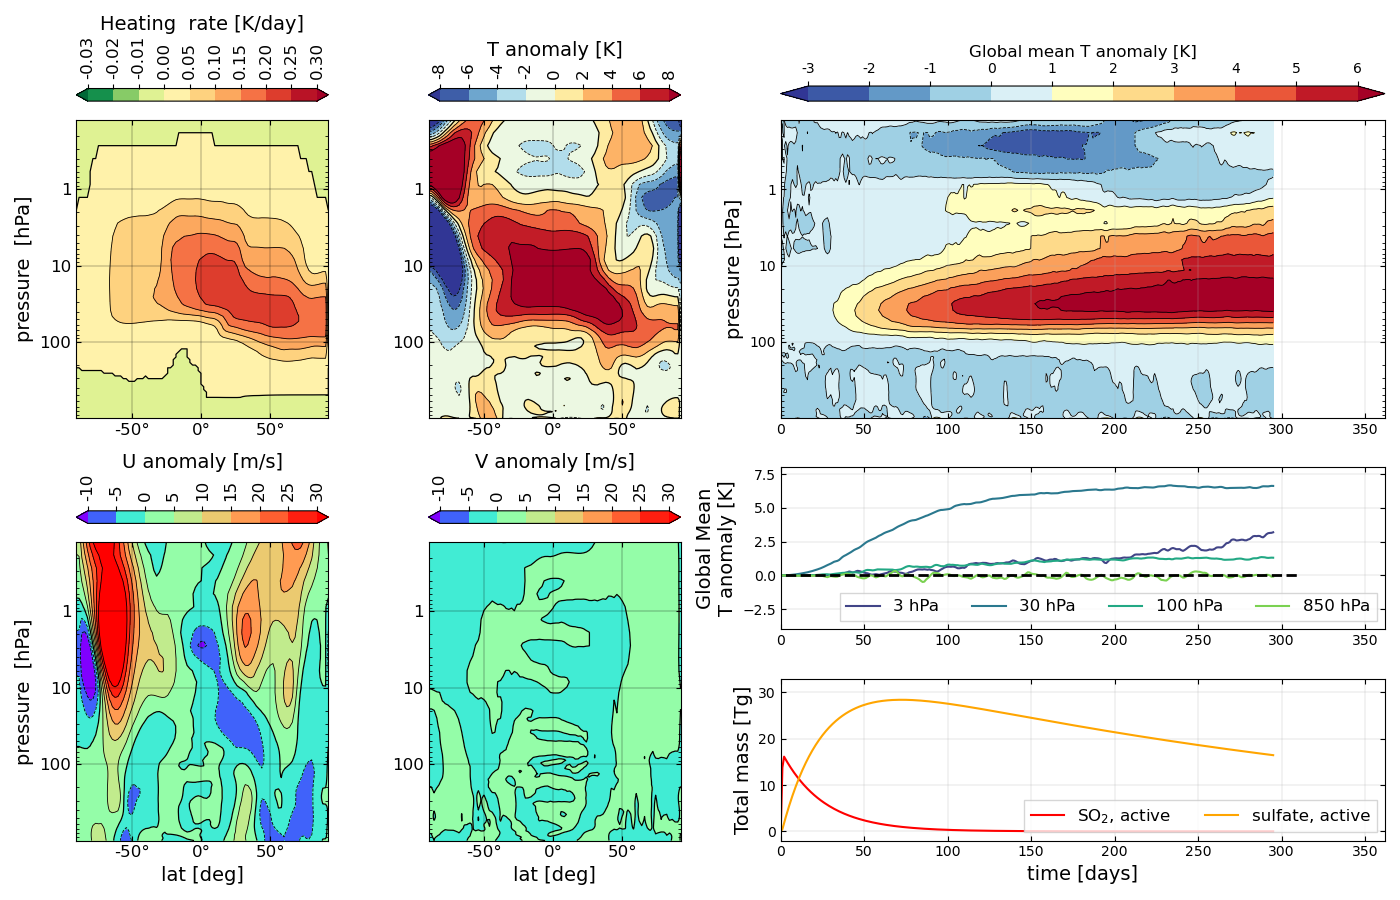 Heating  rate [K/day]
-0.03 -0.02 -0.01 0.00 0.05 0.10 0.15 0.20 0.25 0.30
pressure  [hPa]
1
10
100
-50° 0° 50°
T anomaly [K]
-8 -6 -4 -2 0 2 4 6 8
1
10
100
-50° 0° 50°
Global mean T anomaly [K]
-3 -2 -1 0 1 2 3 4 5 6
pressure  [hPa]
1
10
100
0 50 100 150 200 250 300 350
U anomaly [m/s]
-10 -5 0 5 10 15 20 25 30
pressure  [hPa]
1
10
100
-50° 0° 50°
lat [deg]
V anomaly [m/s]
-10 -5 0 5 10 15 20 25 30
1
10
100
-50° 0° 50°
lat [deg]
Global Mean
T anomaly [K]
7.5
5.0
2.5
0.0
−2.5
3 hPa 30 hPa 100 hPa 850 hPa
0 50 100 150 200 250 300 350
Total mass [Tg]
30
20
10
0
SO₂, active sulfate, active
0 50 100 150 200 250 300 350
time [days]